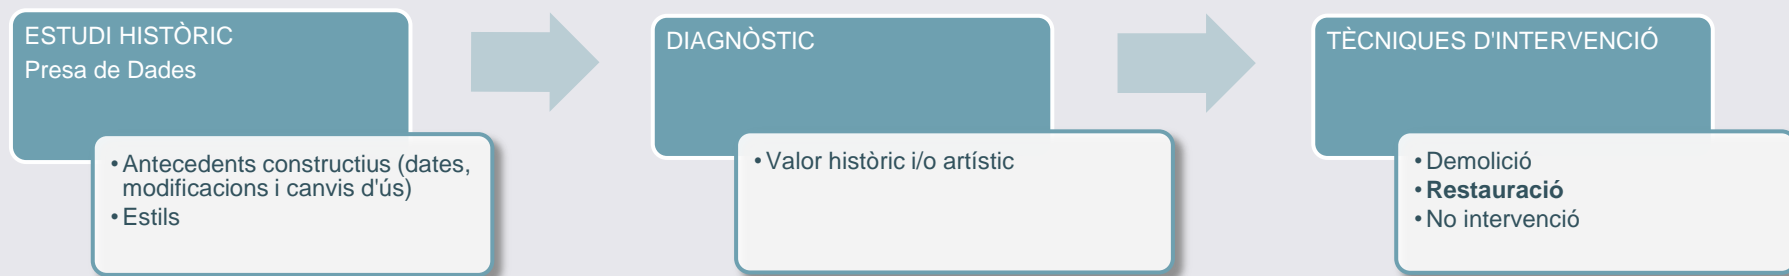 ESTUDI HISTÒRIC
Presa de Dades
• Antecedents constructius (dates,
modificacions i canvis d'ús)
• Estils
DIAGNÒSTIC
• Valor històric i/o artístic
TÈCNIQUES D'INTERVENCIÓ
• Demolició
• Restauració
• No intervenció